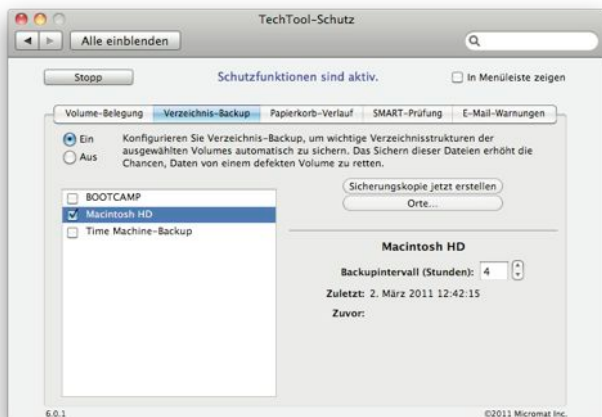 TechTool-Schutz
Alle einblenden
Stopp
Schutzfunktionen sind aktiv.
In Menüleiste zeigen
Volume-Belegung
Verzeichnis-Backup
Papierkorb-Verlauf
SMART-Prüfung
E-Mail-Warnungen
Ein
Aus
Konfigurieren Sie Verzeichnis-Backup, um wichtige Verzeichnisstrukturen der
ausgewählten Volumes automatisch zu sichern. Das Sichern dieser Dateien erhöht die
Chancen, Daten von einem defekten Volume zu retten.
BOOTCAMP
Macintosh HD
Time Machine-Backup
Sicherungskopie jetzt erstellen
Orte...
Macintosh HD
Backupintervall (Stunden): 4
Zuletzt: 2. März 2011 12:42:15
Zuvor:
6.0.1
©2011 Micromat Inc.